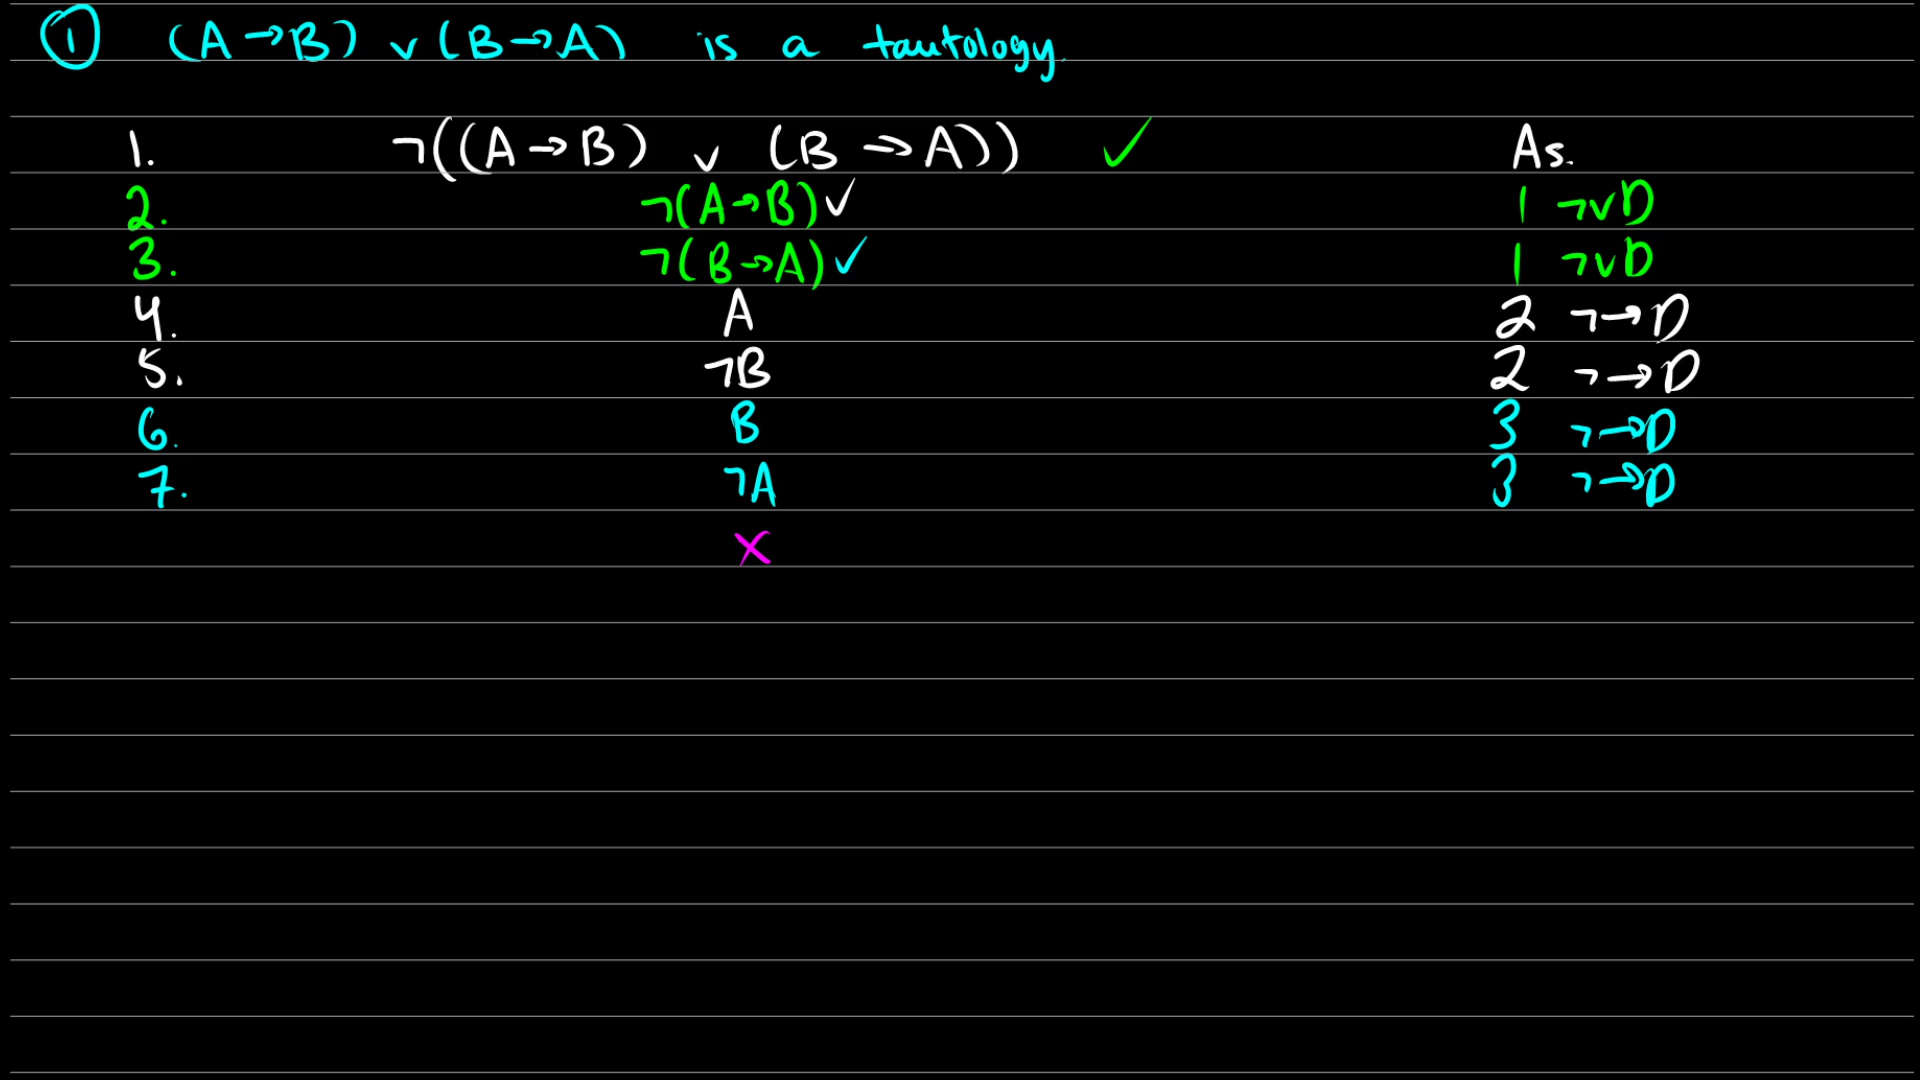 ① (A→B) ∨ (B→A) is a tautology.
1. ¬((A→B) ∨ (B→A)) ✓ As.
2. ¬(A→B) ✓ 1 ¬∨D
3. ¬(B→A) ✓ 1 ¬∨D
4. A 2 ¬→D
5. ¬B 2 ¬→D
6. B 3 ¬→D
7. ¬A 3 ¬→D
×